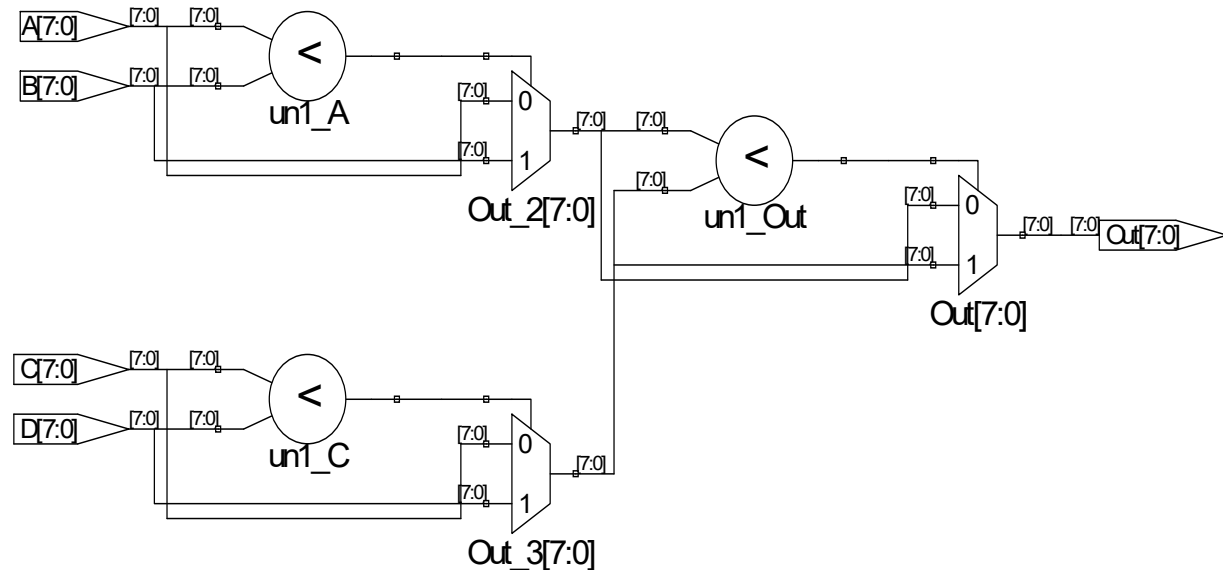 A[7:0] [7:0] [7:0] <
B[7:0] [7:0] [7:0]
un1_A
[7:0] 0
[7:0] 1
[7:0] [7:0] <
[7:0]
Out_2[7:0]
un1_Out
[7:0] 0
[7:0] 1
[7:0] [7:0] Out[7:0]
Out[7:0]
C[7:0] [7:0] [7:0] <
D[7:0] [7:0] [7:0]
un1_C
[7:0] 0
[7:0] 1
[7:0]
Out_3[7:0]